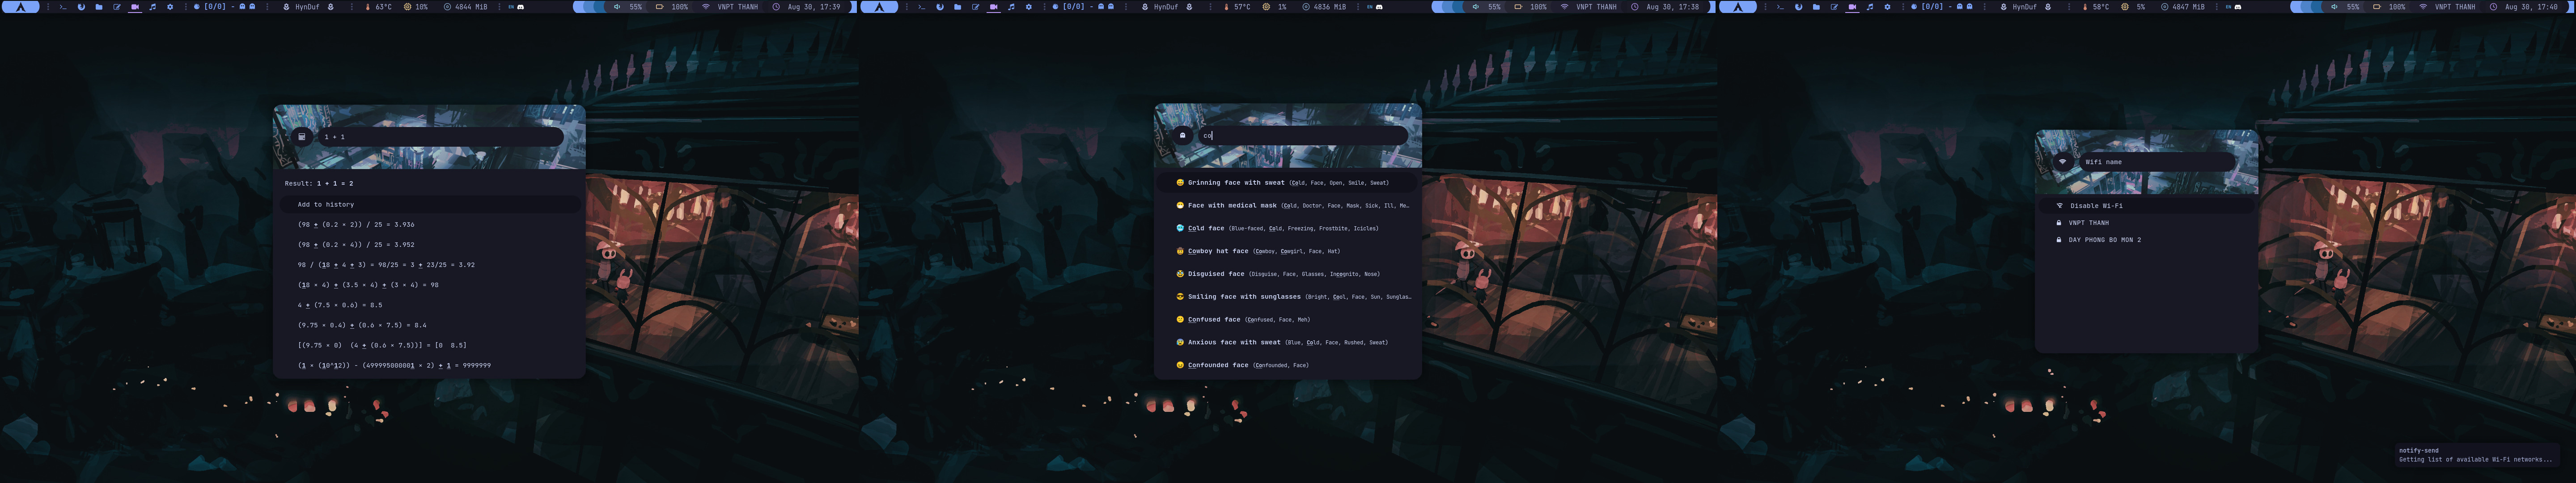 [0/0] - HynDuf 63°C 10% 4844 MiB EN 55% 100% VNPT THANH Aug 30, 17:39
1 + 1
Result: 1 + 1 = 2
Add to history
(98 + (0.2 × 2)) / 25 = 3.936
(98 + (0.2 × 4)) / 25 = 3.952
98 / (18 + 4 + 3) = 98/25 = 3 + 23/25 = 3.92
(18 × 4) + (3.5 × 4) + (3 × 4) = 98
4 + (7.5 × 0.6) = 8.5
(9.75 × 0.4) + (0.6 × 7.5) = 8.4
[(9.75 × 0)  (4 + (0.6 × 7.5))] = [0  8.5]
(1 × (10^12)) - (499995000001 × 2) + 1 = 9999999
[0/0] - HynDuf 57°C 1% 4836 MiB EN 55% 100% VNPT THANH Aug 30, 17:38
co
Grinning face with sweat (Cold, Face, Open, Smile, Sweat)
Face with medical mask (Cold, Doctor, Face, Mask, Sick, Ill, Me…
Cold face (Blue-faced, Cold, Freezing, Frostbite, Icicles)
Cowboy hat face (Cowboy, Cowgirl, Face, Hat)
Disguised face (Disguise, Face, Glasses, Incognito, Nose)
Smiling face with sunglasses (Bright, Cool, Face, Sun, Sunglas…
Confused face (Confused, Face, Meh)
Anxious face with sweat (Blue, Cold, Face, Rushed, Sweat)
Confounded face (Confounded, Face)
[0/0] - HynDuf 58°C 5% 4847 MiB EN 55% 100% VNPT THANH Aug 30, 17:40
Wifi name
Disable Wi-Fi
VNPT THANH
DAY PHONG BO MON 2
notify-send
Getting list of available Wi-Fi networks...